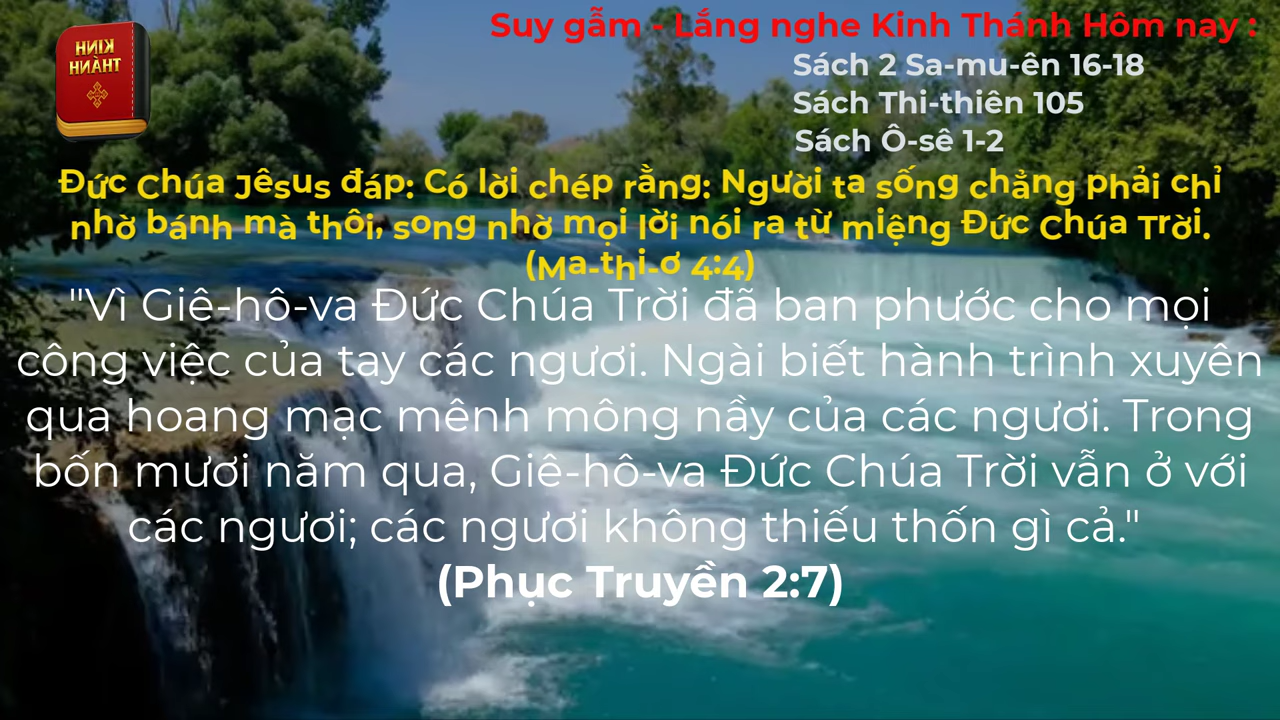 KINH
THÁNH
Suy gẫm - Lắng nghe Kinh Thánh Hôm nay :
Sách 2 Sa-mu-ên 16-18
Sách Thi-thiên 105
Sách Ô-sê 1-2
Đức Chúa Jêsus đáp: Có lời chép rằng: Người ta sống chẳng phải chỉ
nhờ bánh mà thôi, song nhờ mọi lời nói ra từ miệng Đức Chúa Trời.
(Ma-thi-ơ 4:4)
"Vì Giê-hô-va Đức Chúa Trời đã ban phước cho mọi
công việc của tay các ngươi. Ngài biết hành trình xuyên
qua hoang mạc mênh mông nầy của các ngươi. Trong
bốn mươi năm qua, Giê-hô-va Đức Chúa Trời vẫn ở với
các ngươi; các ngươi không thiếu thốn gì cả."
(Phục Truyền 2:7)